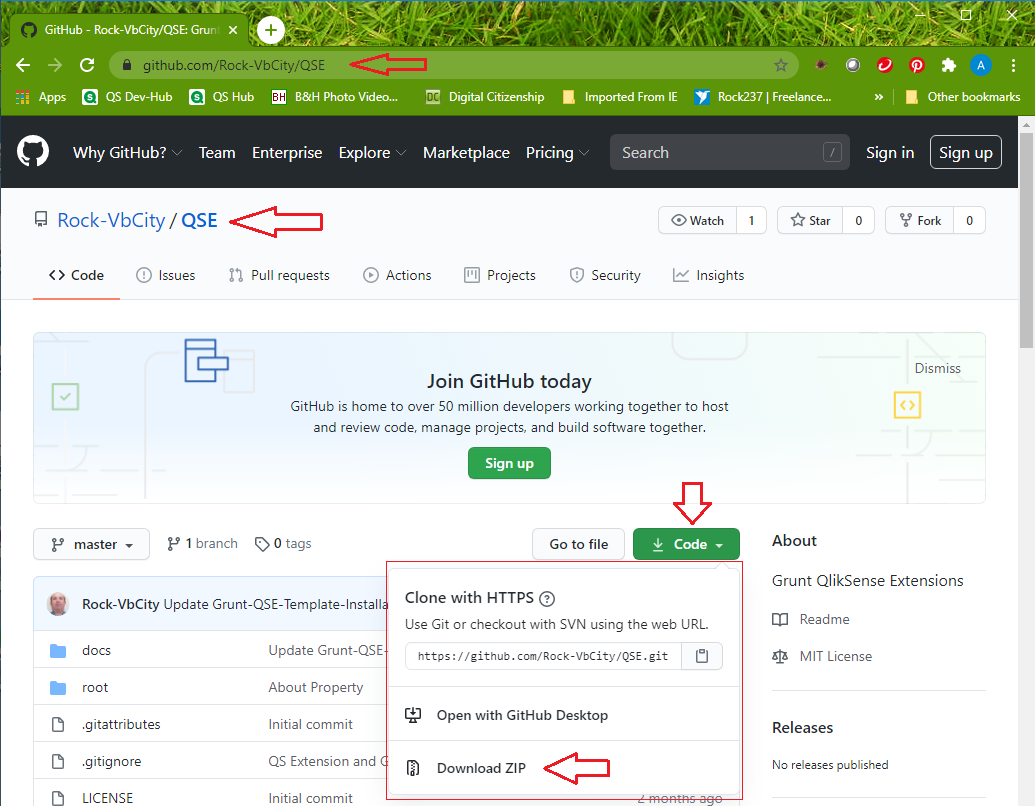 GitHub - Rock-VbCity/QSE: Grunt
github.com/Rock-VbCity/QSE
A
Apps
S QS Dev-Hub
S QS Hub
BH B&H Photo Video...
DC Digital Citizenship
Imported From IE
Rock237 | Freelance...
»
Other bookmarks
Why GitHub?
Team
Enterprise
Explore
Marketplace
Pricing
Search /
Sign in
Sign up
Rock-VbCity / QSE
Watch 1
Star 0
Fork 0
Code
Issues
Pull requests
Actions
Projects
Security
Insights
Join GitHub today
Dismiss
GitHub is home to over 50 million developers working together to host
and review code, manage projects, and build software together.
Sign up
master
1 branch
0 tags
Go to file
Code
Rock-VbCity Update Grunt-QSE-Template-Installa
docs Update Grunt-QSE-
root About Property
.gitattributes Initial commit
.gitignore QS Extension and G
LICENSE Initial commit 2 months ago
Clone with HTTPS ?
Use Git or checkout with SVN using the web URL.
https://github.com/Rock-VbCity/QSE.git
Open with GitHub Desktop
Download ZIP
About
Grunt QlikSense Extensions
Readme
MIT License
Releases
No releases published